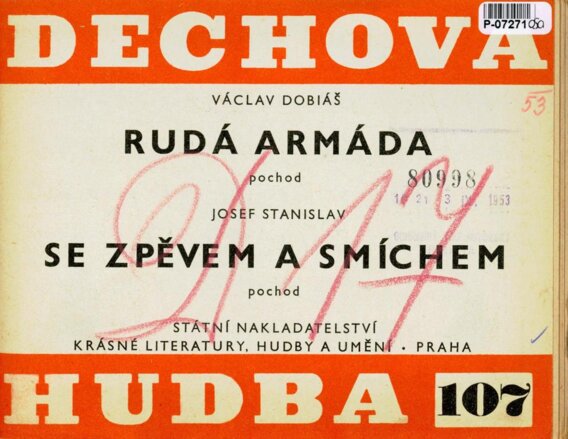 P-07271
DECHOVÁ
53
VÁCLAV DOBIÁŠ
RUDÁ ARMÁDA
pochod
80998
JOSEF STANISLAV
SE ZPĚVEM A SMÍCHEM
pochod
STÁTNÍ NAKLADATELSTVÍ
KRÁSNÉ LITERATURY, HUDBY A UMĚNÍ · PRAHA
HUDBA 107